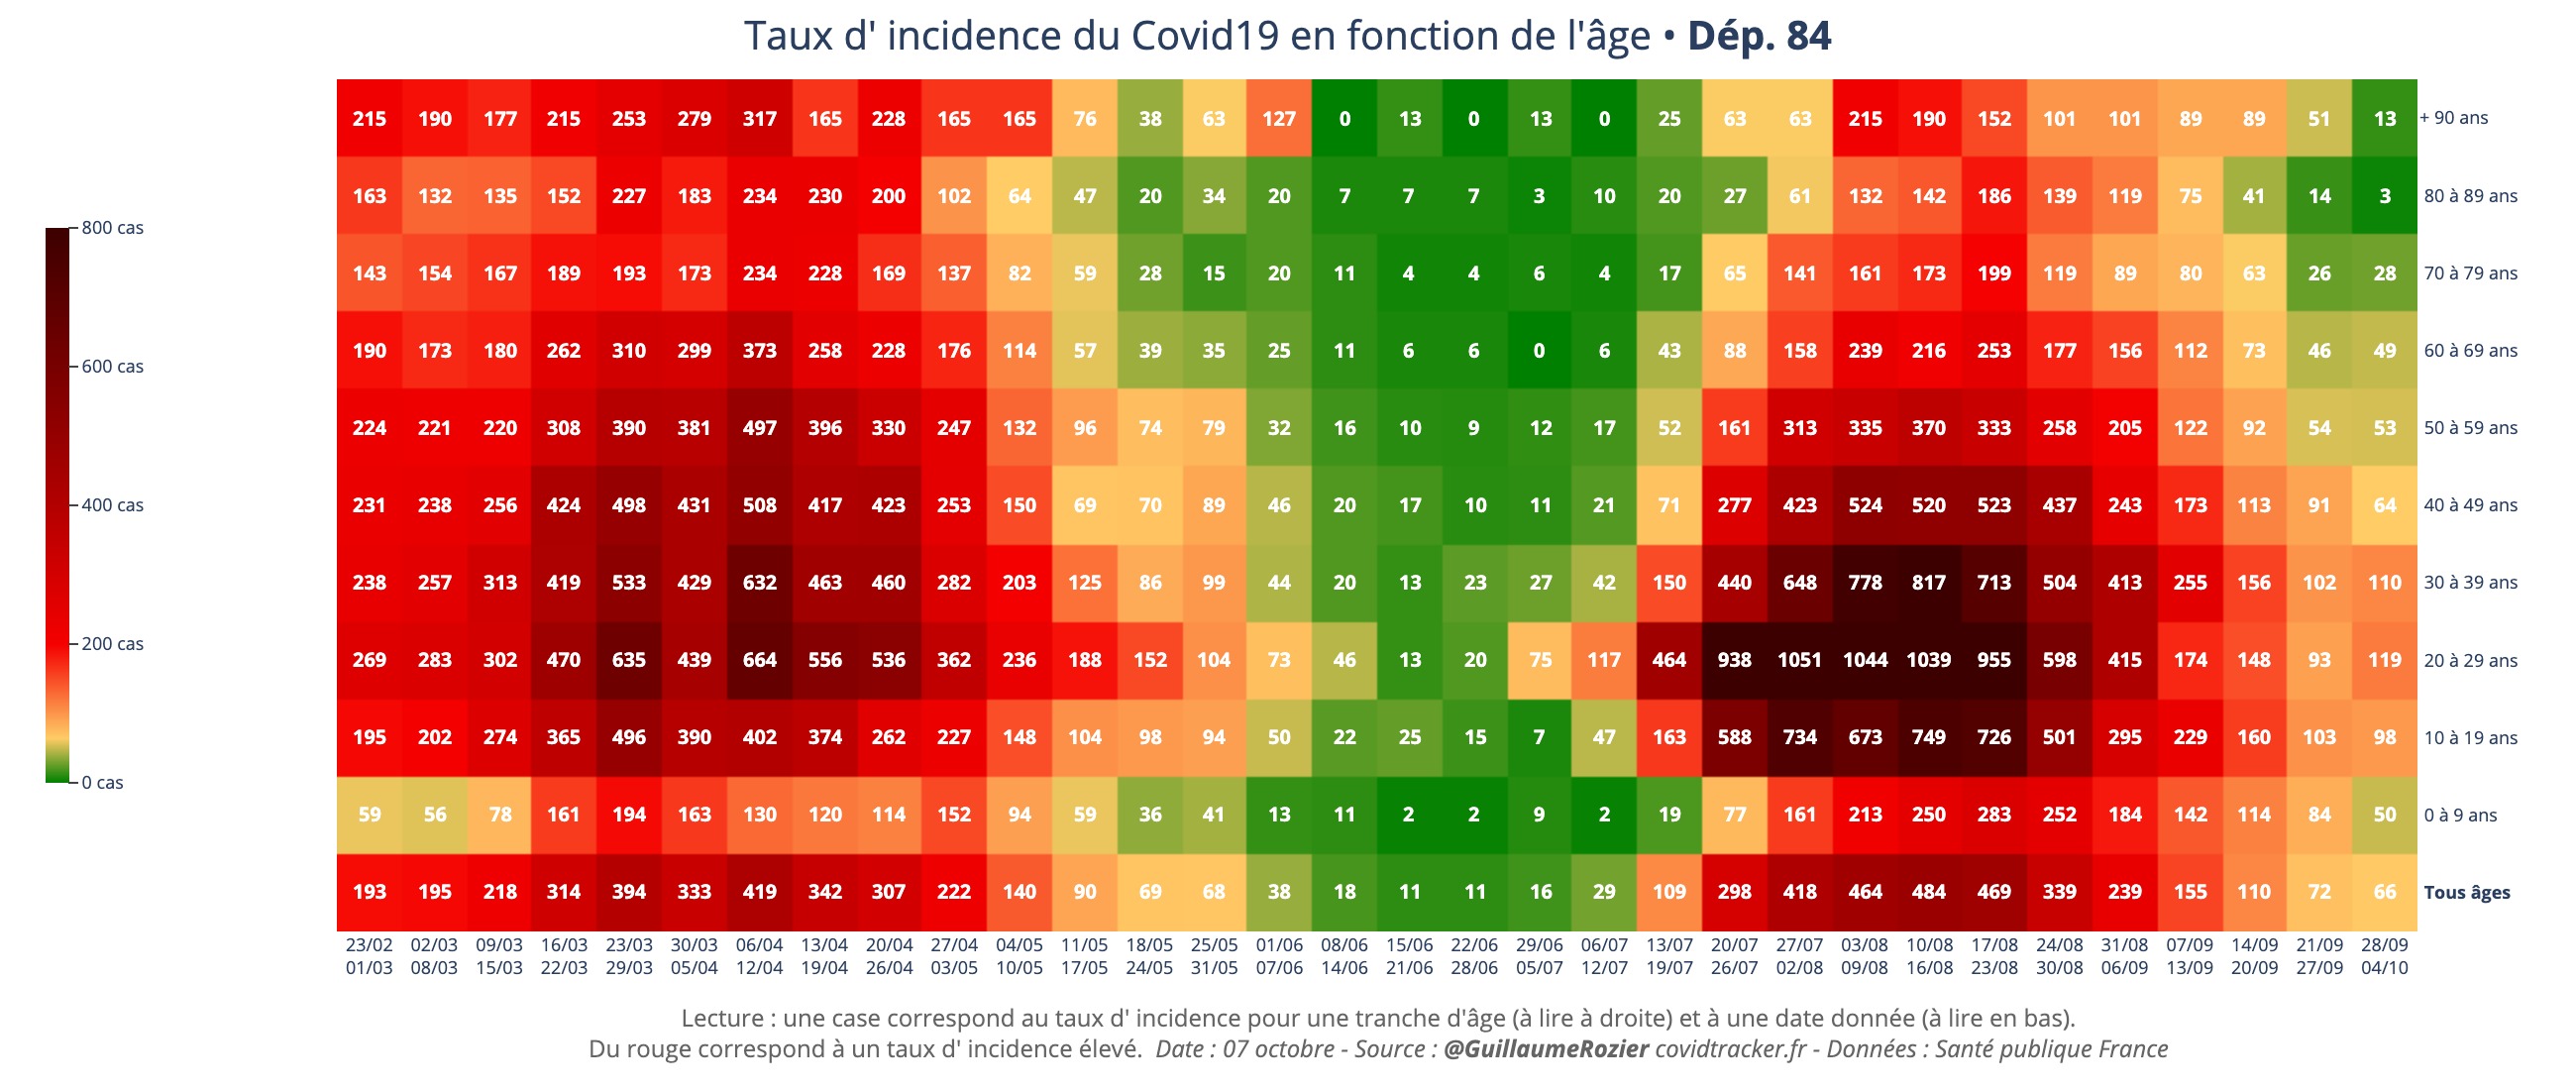 Taux d' incidence du Covid19 en fonction de l'âge • Dép. 84
215 190 177 215 253 279 317 165 228 165 165 76 38 63 127 0 13 0 13 0 25 63 63 215 190 152 101 101 89 89 51 13 + 90 ans
163 132 135 152 227 183 234 230 200 102 64 47 20 34 20 7 7 7 3 10 20 27 61 132 142 186 139 119 75 41 14 3 80 à 89 ans
800 cas
143 154 167 189 193 173 234 228 169 137 82 59 28 15 20 11 4 4 6 4 17 65 141 161 173 199 119 89 80 63 26 28 70 à 79 ans
190 173 180 262 310 299 373 258 228 176 114 57 39 35 25 11 6 6 0 6 43 88 158 239 216 253 177 156 112 73 46 49 60 à 69 ans
600 cas
224 221 220 308 390 381 497 396 330 247 132 96 74 79 32 16 10 9 12 17 52 161 313 335 370 333 258 205 122 92 54 53 50 à 59 ans
400 cas
231 238 256 424 498 431 508 417 423 253 150 69 70 89 46 20 17 10 11 21 71 277 423 524 520 523 437 243 173 113 91 64 40 à 49 ans
238 257 313 419 533 429 632 463 460 282 203 125 86 99 44 20 13 23 27 42 150 440 648 778 817 713 504 413 255 156 102 110 30 à 39 ans
200 cas
269 283 302 470 635 439 664 556 536 362 236 188 152 104 73 46 13 20 75 117 464 938 1051 1044 1039 955 598 415 174 148 93 119 20 à 29 ans
195 202 274 365 496 390 402 374 262 227 148 104 98 94 50 22 25 15 7 47 163 588 734 673 749 726 501 295 229 160 103 98 10 à 19 ans
0 cas
59 56 78 161 194 163 130 120 114 152 94 59 36 41 13 11 2 2 9 2 19 77 161 213 250 283 252 184 142 114 84 50 0 à 9 ans
193 195 218 314 394 333 419 342 307 222 140 90 69 68 38 18 11 11 16 29 109 298 418 464 484 469 339 239 155 110 72 66 Tous âges
23/02 02/03 09/03 16/03 23/03 30/03 06/04 13/04 20/04 27/04 04/05 11/05 18/05 25/05 01/06 08/06 15/06 22/06 29/06 06/07 13/07 20/07 27/07 03/08 10/08 17/08 24/08 31/08 07/09 14/09 21/09 28/09
01/03 08/03 15/03 22/03 29/03 05/04 12/04 19/04 26/04 03/05 10/05 17/05 24/05 31/05 07/06 14/06 21/06 28/06 05/07 12/07 19/07 26/07 02/08 09/08 16/08 23/08 30/08 06/09 13/09 20/09 27/09 04/10
Lecture : une case correspond au taux d' incidence pour une tranche d'âge (à lire à droite) et à une date donnée (à lire en bas).
Du rouge correspond à un taux d' incidence élevé. Date : 07 octobre - Source : @GuillaumeRozier covidtracker.fr - Données : Santé publique France